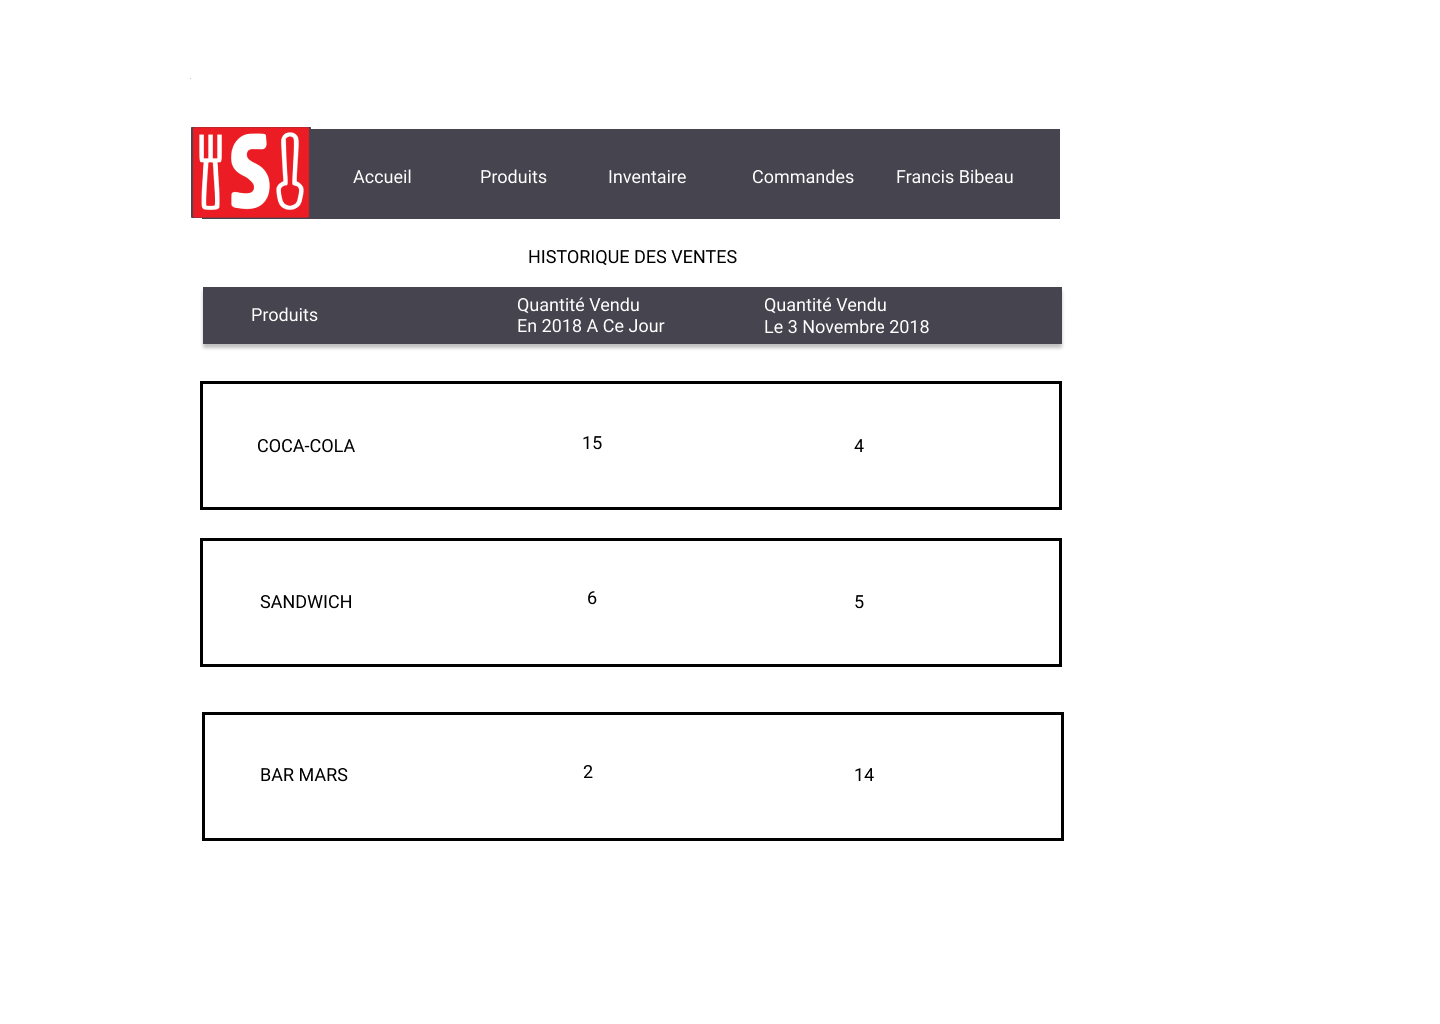 S
Accueil Produits Inventaire Commandes Francis Bibeau
HISTORIQUE DES VENTES
Produits
Quantité Vendu
En 2018 A Ce Jour
Quantité Vendu
Le 3 Novembre 2018
COCA-COLA 15 4
SANDWICH 6 5
BAR MARS 2 14